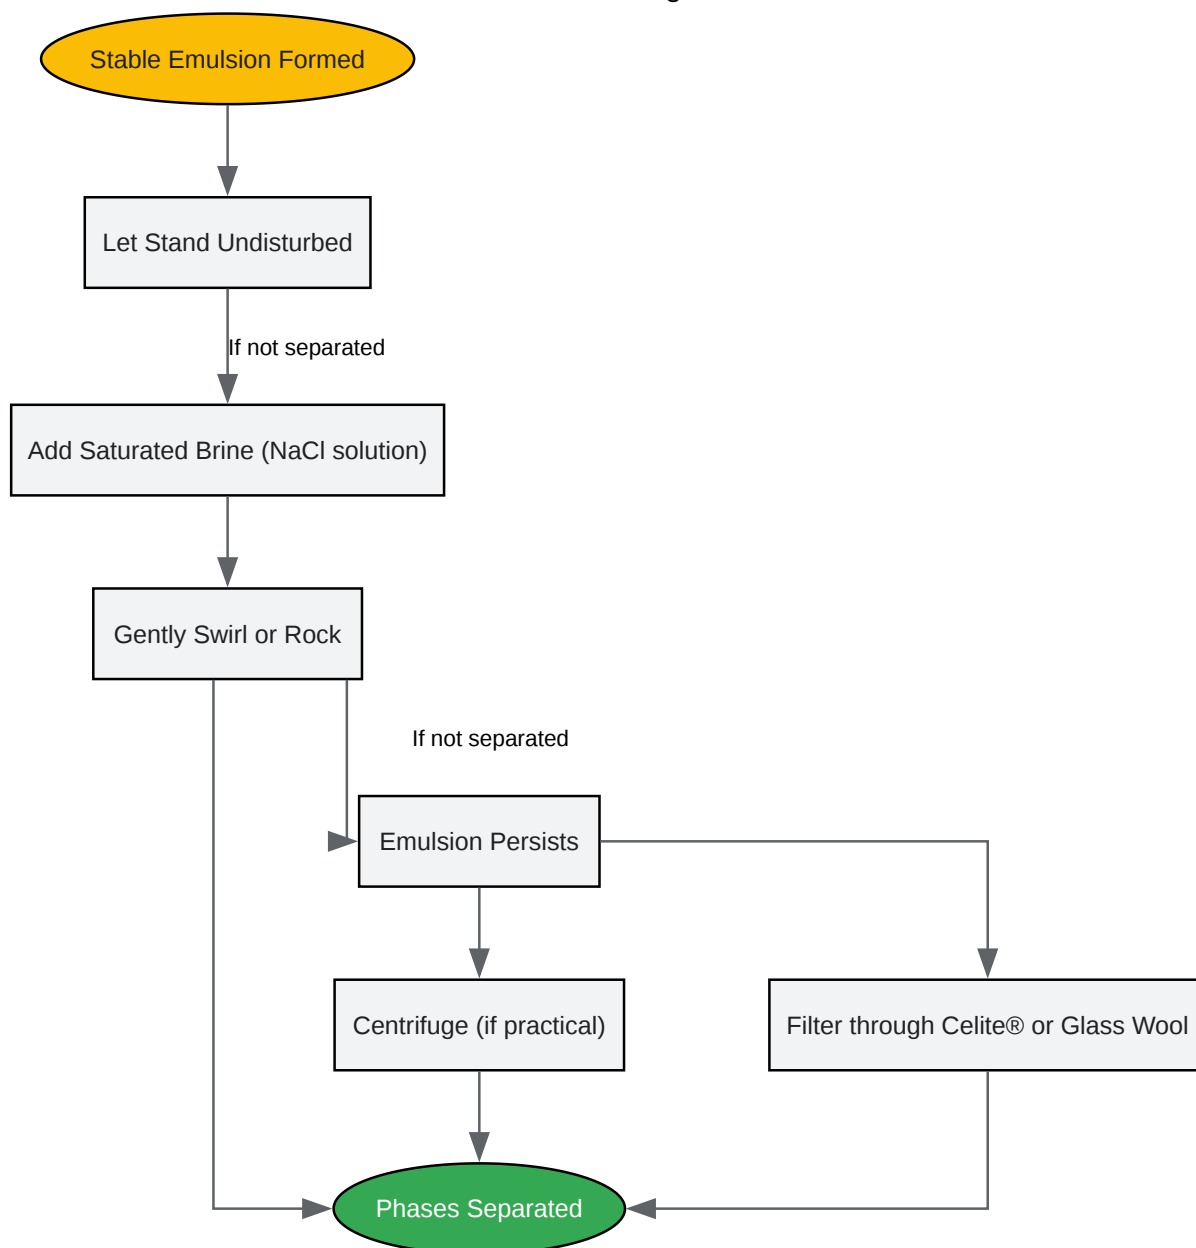 Stable Emulsion Formed
Let Stand Undisturbed
If not separated
Add Saturated Brine (NaCl solution)
Gently Swirl or Rock
If not separated
Emulsion Persists
Centrifuge (if practical)
Filter through Celite® or Glass Wool
Phases Separated